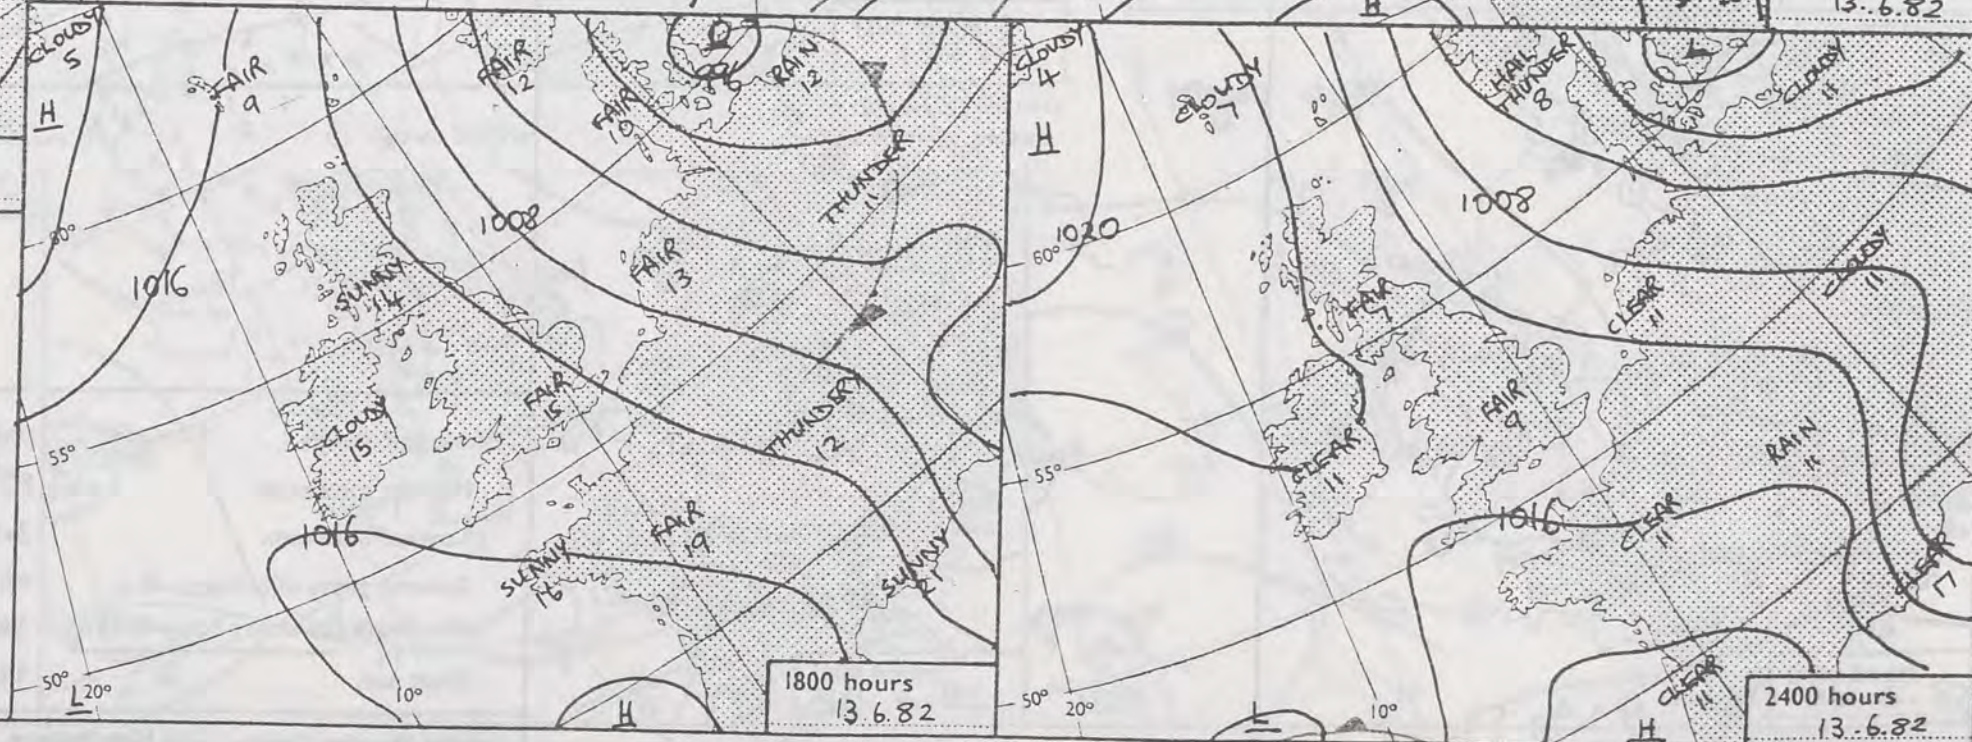 13.6.82
CLOUDY
5
H
FAIR
9
FAIR
12
FAIR
10
RAIN
12
THUNDER
11
60°
1016
1008
SUNNY
14
FAIR
13
FAIR
15
CLOUDY
15
THUNDERY
12
55°
1016
FAIR
19
SUNNY
16
SUNNY
21
50°
20°
10°
L
H
1800 hours
13.6.82
H
CLOUDY
4
H
CLOUDY
7
HAIL
THUNDER
8
L
CLOUDY
11
1020
60°
1008
CLOUDY
11
FAIR
7
CLEAR
11
FAIR
9
CLEAR
11
RAIN
11
55°
1016
CLEAR
11
CLEAR
17
CLEAR
11
50°
20°
10°
L
H
2400 hours
13.6.82